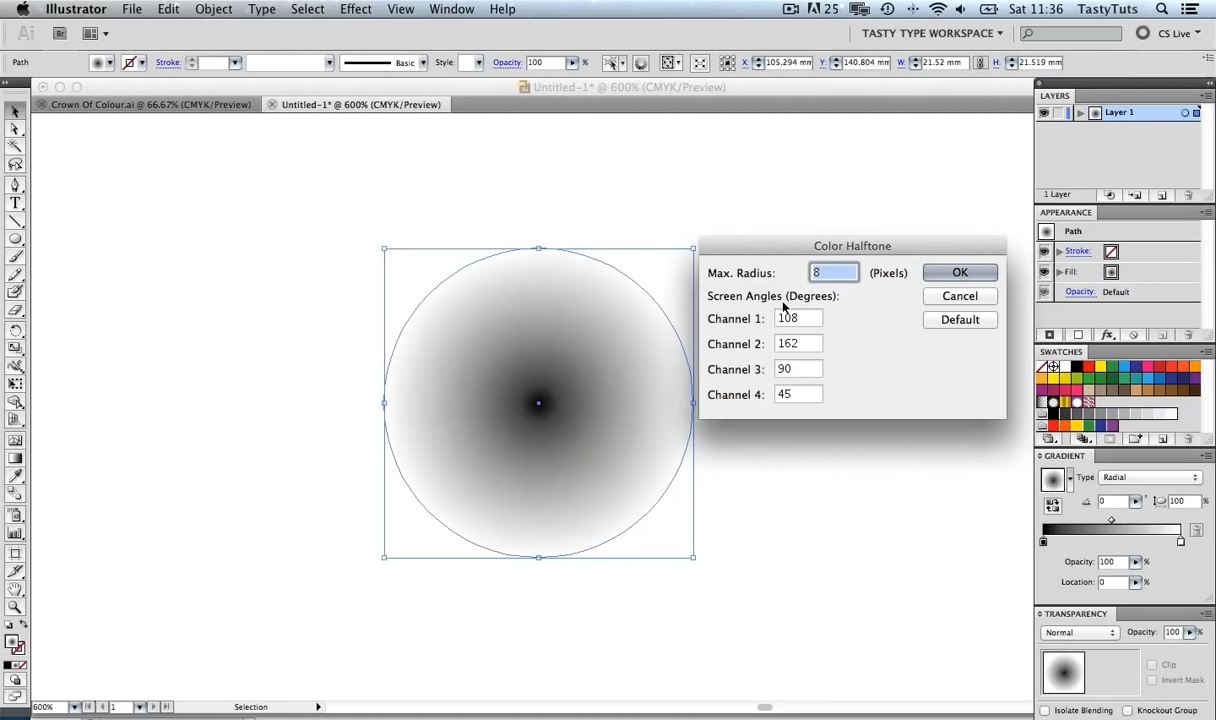 Illustrator File Edit Object Type Select Effect View Window Help 25 Sat 11:36 TastyTuts
Ai Br TASTY TYPE WORKSPACE CS Live
Path Stroke: Basic Style: Opacity: 100 % X: 105.294 mm Y: 140.804 mm W: 21.52 mm H: 21.519 mm
Untitled-1* @ 600% (CMYK/Preview)
Crown Of Colour.ai @ 66.67% (CMYK/Preview) Untitled-1* @ 600% (CMYK/Preview)
LAYERS
Layer 1
1 Layer
APPEARANCE
Path
Stroke:
Fill:
Opacity: Default
Color Halftone
Max. Radius: 8 (Pixels) OK
Screen Angles (Degrees): Cancel
Channel 1: 108 Default
Channel 2: 162
Channel 3: 90
Channel 4: 45
SWATCHES
GRADIENT
Type Radial
0 ° 100 %
Opacity: 100 %
Location: 0 %
TRANSPARENCY
Normal Opacity: 100 %
Clip
Invert Mask
Isolate Blending Knockout Group
600% 1 Selection